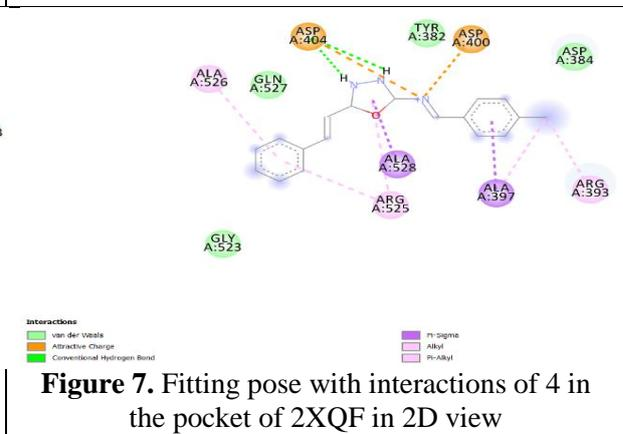 ASP
A:404
TYR
A:382
ASP
A:400
ASP
A:384
ALA
A:526
GLN
A:527
H
H
N
N
N
O
ALA
A:528
ALA
A:397
ARG
A:393
ARG
A:525
GLY
A:523
Interactions
van der Waals
Attractive Charge
Conventional Hydrogen Bond
Pi-Sigma
Alkyl
Pi-Alkyl
Figure 7. Fitting pose with interactions of 4 in
the pocket of 2XQF in 2D view